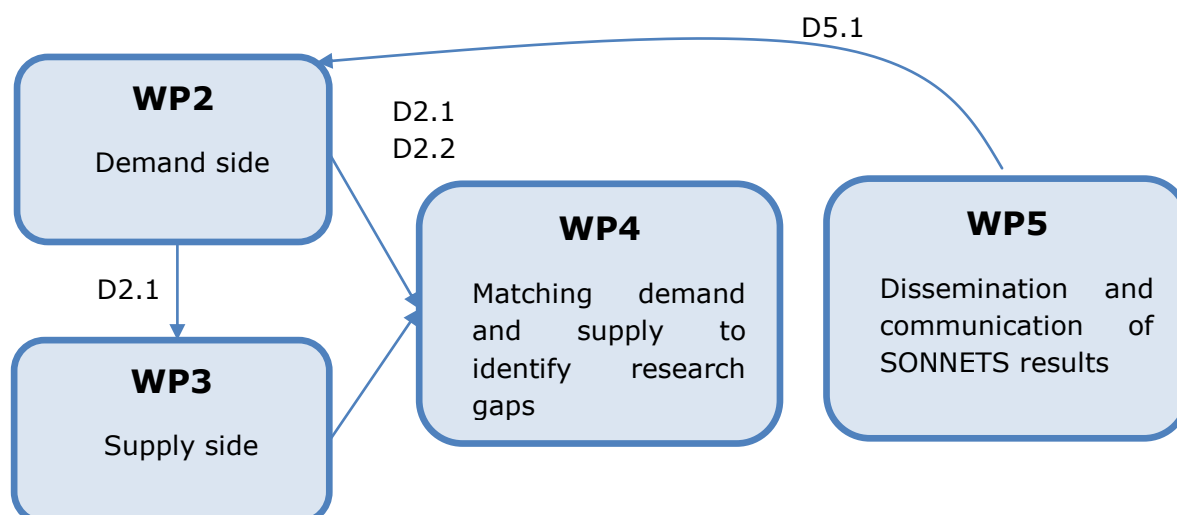 D5.1
WP2
Demand side
D2.1
D2.2
WP4
Matching demand
and supply to
identify research
gaps
WP5
Dissemination and
communication of
SONNETS results
D2.1
WP3
Supply side